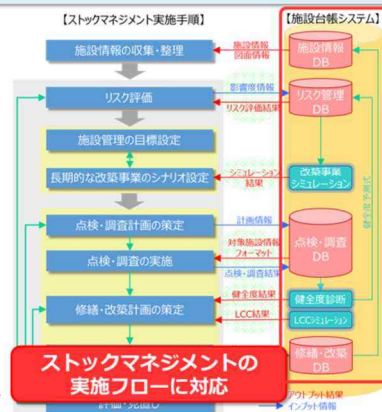 【ストックマネジメント実施手順】
【施設台帳システム】
施設情報の収集・整理
施設情報
図面情報
施設情報
DB
リスク評価
影響度情報
リスク評価結果
リスク管理
DB
施設管理の目標設定
長期的な改築事業のシナリオ設定
シミュレーション
結果
改築事業
シミュレーション
健全度予測式
点検・調査計画の策定
計画情報
対象施設情報
フォーマット
点検・調査
DB
点検・調査の実施
点検・調査結果
修繕・改築計画の策定
健全度結果
健全度診断
LCC結果
LCCシミュレーション
ストックマネジメントの
実施フローに対応
修繕・改築
DB
評価・見直し
アウトプット結果
インプット情報